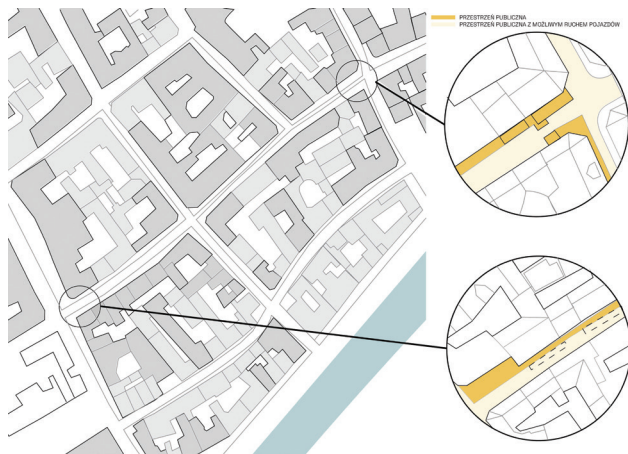 PRZESTRZEŃ PUBLICZNA
PRZESTRZEŃ PUBLICZNA Z MOŻLIWYM RUCHEM POJAZDÓW